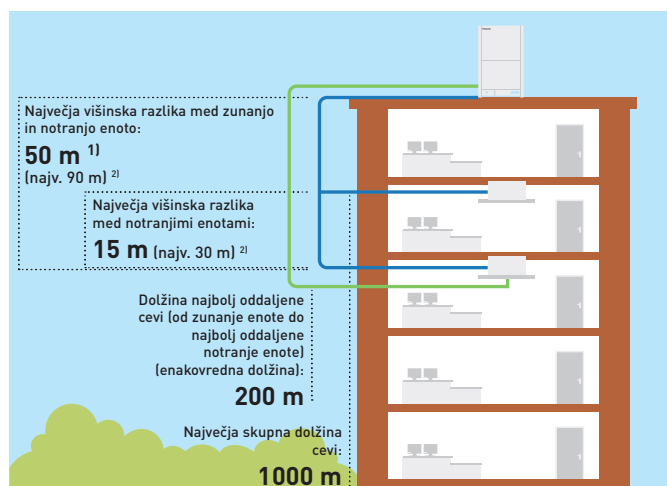 Največja višinska razlika med zunanjo
in notranjo enoto:
50 m 1)
(najv. 90 m) 2)
Največja višinska razlika
med notranjimi enotami:
15 m (najv. 30 m) 2)
Dolžina najbolj oddaljene
cevi (od zunanje enote do
najbolj oddaljene
notranje enote)
(enakovredna dolžina):
200 m
Največja skupna dolžina
cevi:
1000 m